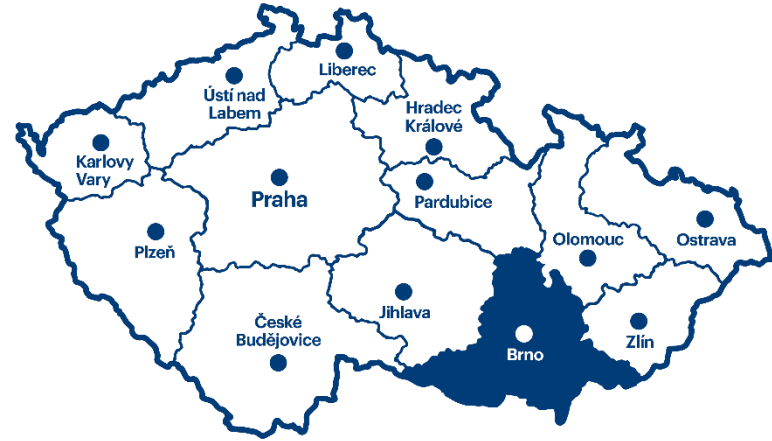 Liberec
Ústí nad
Labem
Hradec
Králové
Karlovy
Vary
Praha
Pardubice
Plzeň
Olomouc
Ostrava
České
Budějovice
Jihlava
Brno
Zlín